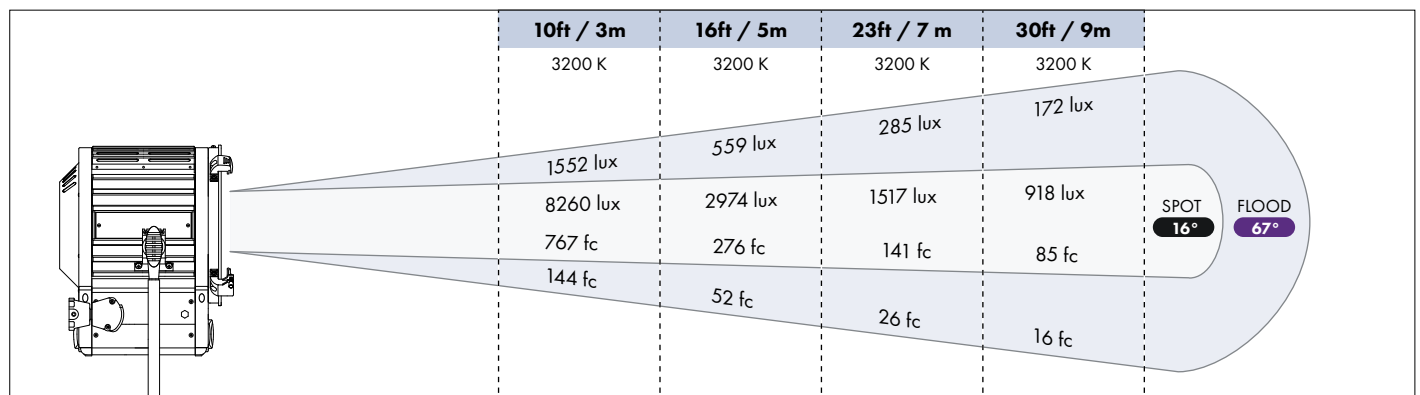 10ft / 3m 16ft / 5m 23ft / 7 m 30ft / 9m
3200 K 3200 K 3200 K 3200 K
1552 lux 559 lux 285 lux 172 lux
8260 lux 2974 lux 1517 lux 918 lux
SPOT FLOOD
16° 67°
767 fc 276 fc 141 fc 85 fc
144 fc 52 fc 26 fc 16 fc